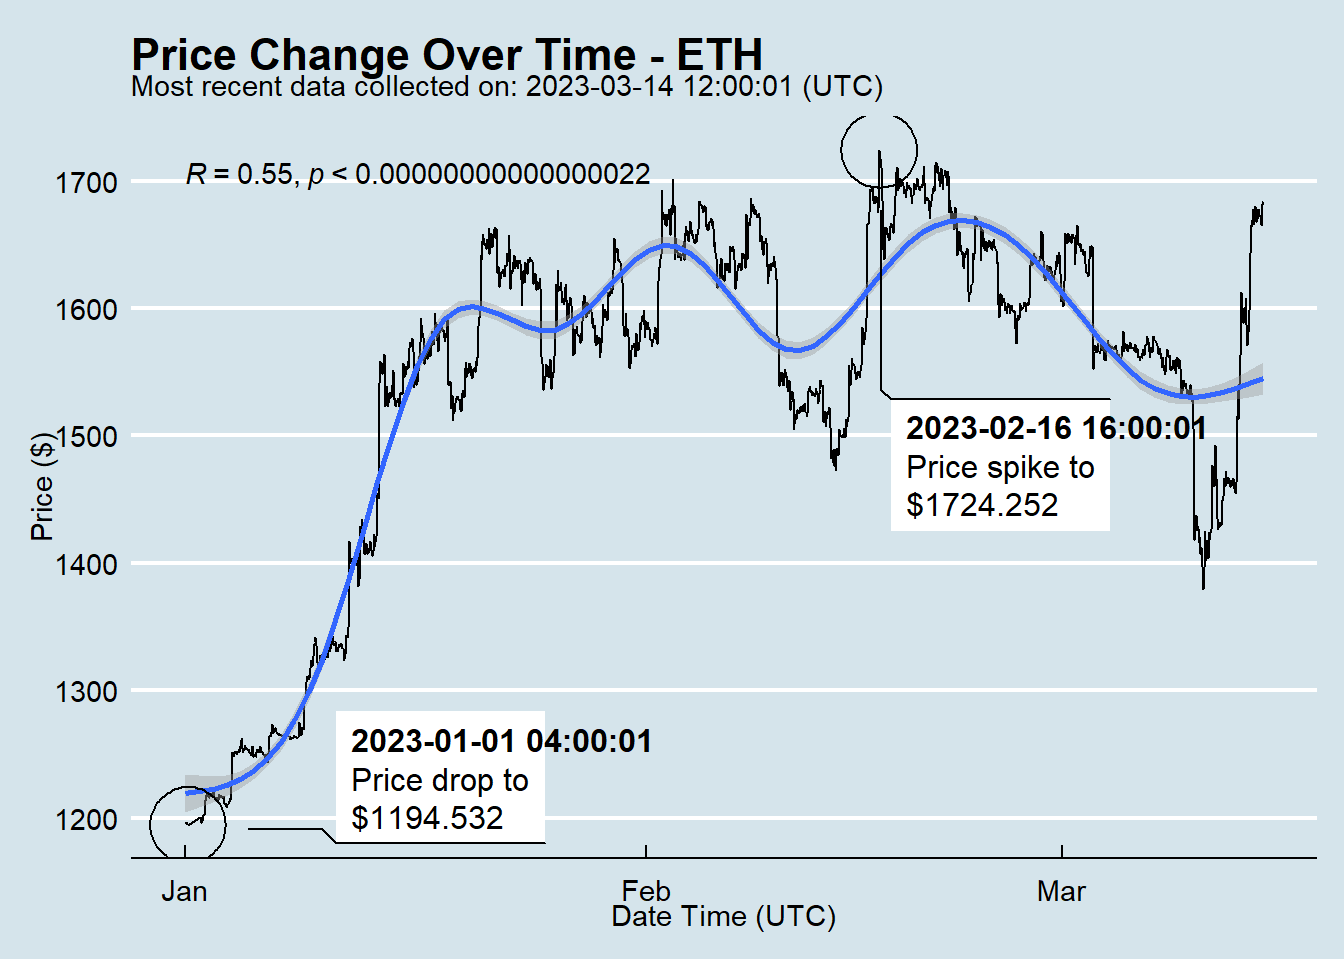 Price Change Over Time - ETH
Most recent data collected on: 2023-03-14 12:00:01 (UTC)
R = 0.55, p < 0.00000000000000022
1700
1600
1500
1400
1300
1200
Price ($)
2023-02-16 16:00:01
Price spike to
$1724.252
2023-01-01 04:00:01
Price drop to
$1194.532
Jan
Feb
Mar
Date Time (UTC)